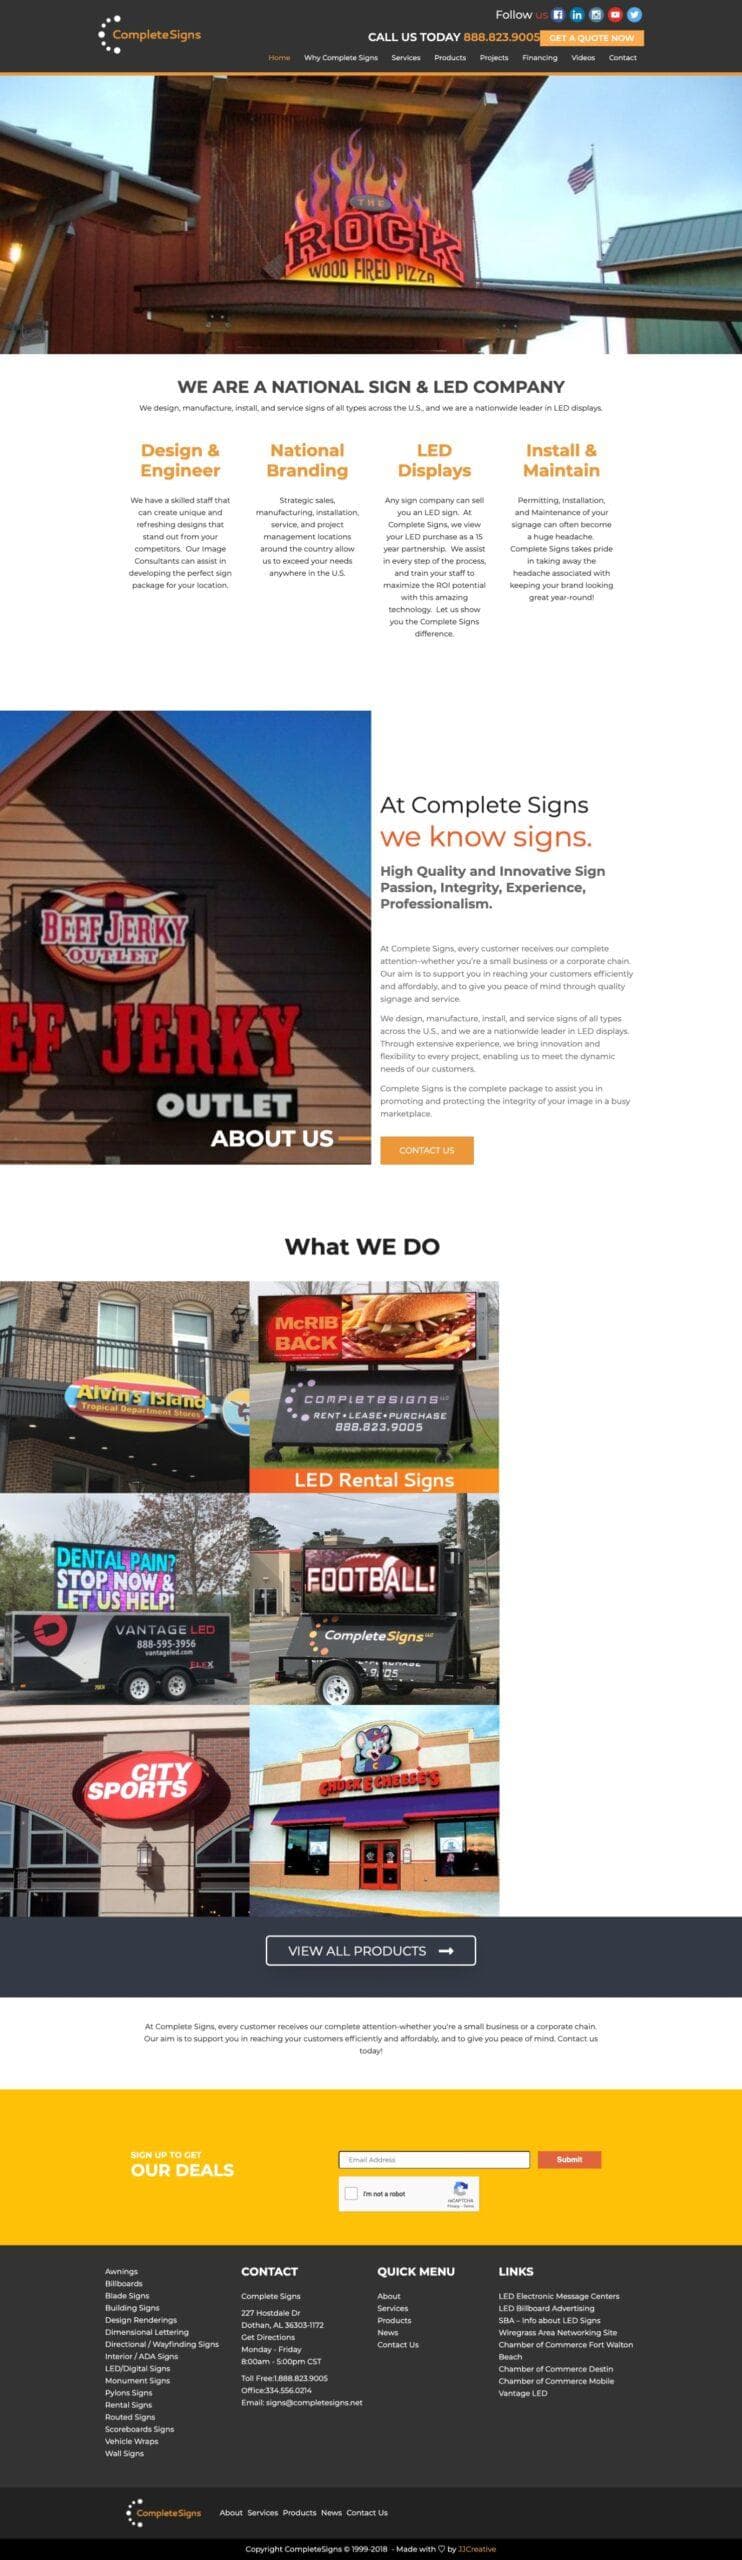 Follow us
CompleteSigns
CALL US TODAY 888.823.9005
GET A QUOTE NOW
Home Why Complete Signs Services Products Projects Financing Videos Contact
THE
ROCK
WOOD FIRED PIZZA
WE ARE A NATIONAL SIGN & LED COMPANY
We design, manufacture, install, and service signs of all types across the U.S., and we are a nationwide leader in LED displays.
Design &
Engineer
We have a skilled staff that
can create unique and
refreshing designs that
stand out from your
competitors. Our Image
Consultants can assist in
developing the perfect sign
package for your location.
National
Branding
Strategic sales,
manufacturing, installation,
service, and project
management locations
around the country allow
us to exceed your needs
anywhere in the U.S.
LED
Displays
Any sign company can sell
you an LED sign. At
Complete Signs, we view
your LED purchase as a 15
year partnership. We assist
in every step of the process,
and train your staff to
maximize the ROI potential
with this amazing
technology. Let us show
you the Complete Signs
difference.
Install &
Maintain
Permitting, Installation,
and Maintenance of your
signage can often become
a huge headache.
Complete Signs takes pride
in taking away the
headache associated with
keeping your brand looking
great year-round!
BEEF JERKY
OUTLET
EF JERKY
OUTLET
ABOUT US
At Complete Signs
we know signs.
High Quality and Innovative Sign
Passion, Integrity, Experience,
Professionalism.
At Complete Signs, every customer receives our complete
attention–whether you're a small business or a corporate chain.
Our aim is to support you in reaching your customers efficiently
and affordably, and to give you peace of mind through quality
signage and service.
We design, manufacture, install, and service signs of all types
across the U.S., and we are a nationwide leader in LED displays.
Through extensive experience, we bring innovation and
flexibility to every project, enabling us to meet the dynamic
needs of our customers.
Complete Signs is the complete package to assist you in
promoting and protecting the integrity of your image in a busy
marketplace.
CONTACT US
What WE DO
Alvin's Island
Tropical Department Stores
McRIB
BACK
COMPLETESIGNS LLC
RENT • LEASE • PURCHASE
888.823.9005
LED Rental Signs
DENTAL PAIN?
STOP NOW &
LET US HELP!
VANTAGE LED
888-595-3956
vantageled.com
FLEX
FOOTBALL!
CompleteSigns LLC
CITY
SPORTS
CHUCK E CHEESE'S
VIEW ALL PRODUCTS
At Complete Signs, every customer receives our complete attention-whether you're a small business or a corporate chain.
Our aim is to support you in reaching your customers efficiently and affordably, and to give you peace of mind. Contact us
today!
SIGN UP TO GET
OUR DEALS
Email Address
Submit
I'm not a robot
reCAPTCHA
Privacy - Terms
Awnings
Billboards
Blade Signs
Building Signs
Design Renderings
Dimensional Lettering
Directional / Wayfinding Signs
Interior / ADA Signs
LED/Digital Signs
Monument Signs
Pylons Signs
Rental Signs
Routed Signs
Scoreboards Signs
Vehicle Wraps
Wall Signs
CONTACT
Complete Signs
227 Hostdale Dr
Dothan, AL 36303-1172
Get Directions
Monday - Friday
8:00am - 5:00pm CST
Toll Free:1.888.823.9005
Office:334.556.0214
Email: signs@completesigns.net
QUICK MENU
About
Services
Products
News
Contact Us
LINKS
LED Electronic Message Centers
LED Billboard Advertising
SBA – Info about LED Signs
Wiregrass Area Networking Site
Chamber of Commerce Fort Walton
Beach
Chamber of Commerce Destin
Chamber of Commerce Mobile
Vantage LED
CompleteSigns
About Services Products News Contact Us
Copyright CompleteSigns © 1999-2018 - Made with ♡ by JJCreative